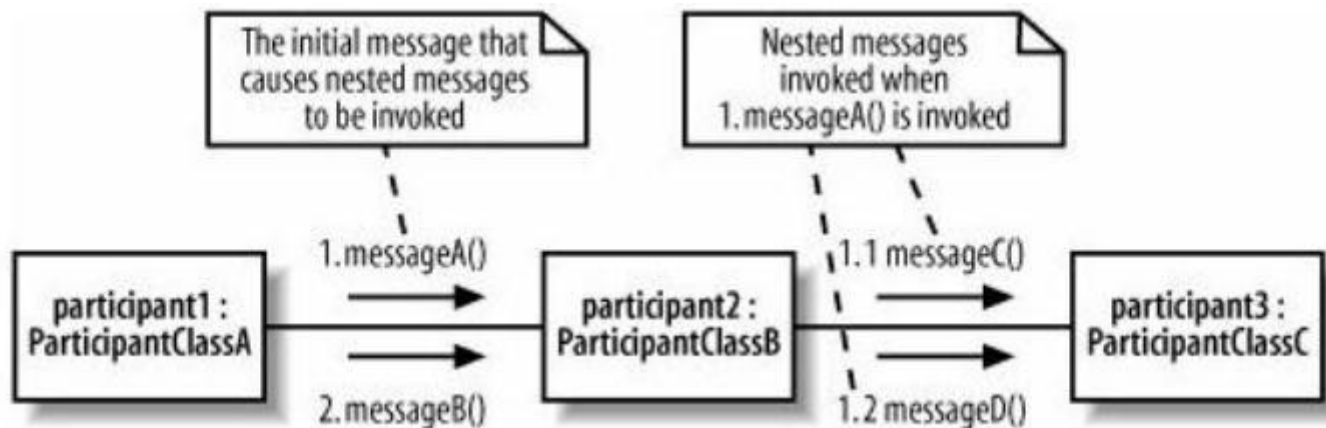 The initial message that
causes nested messages
to be invoked
Nested messages
invoked when
1. messageA() is invoked
1. messageA()
1.1 messageC()
participant1 :
ParticipantClassA
participant2 :
ParticipantClassB
participant3 :
ParticipantClassC
2. messageB()
1.2 messageD()